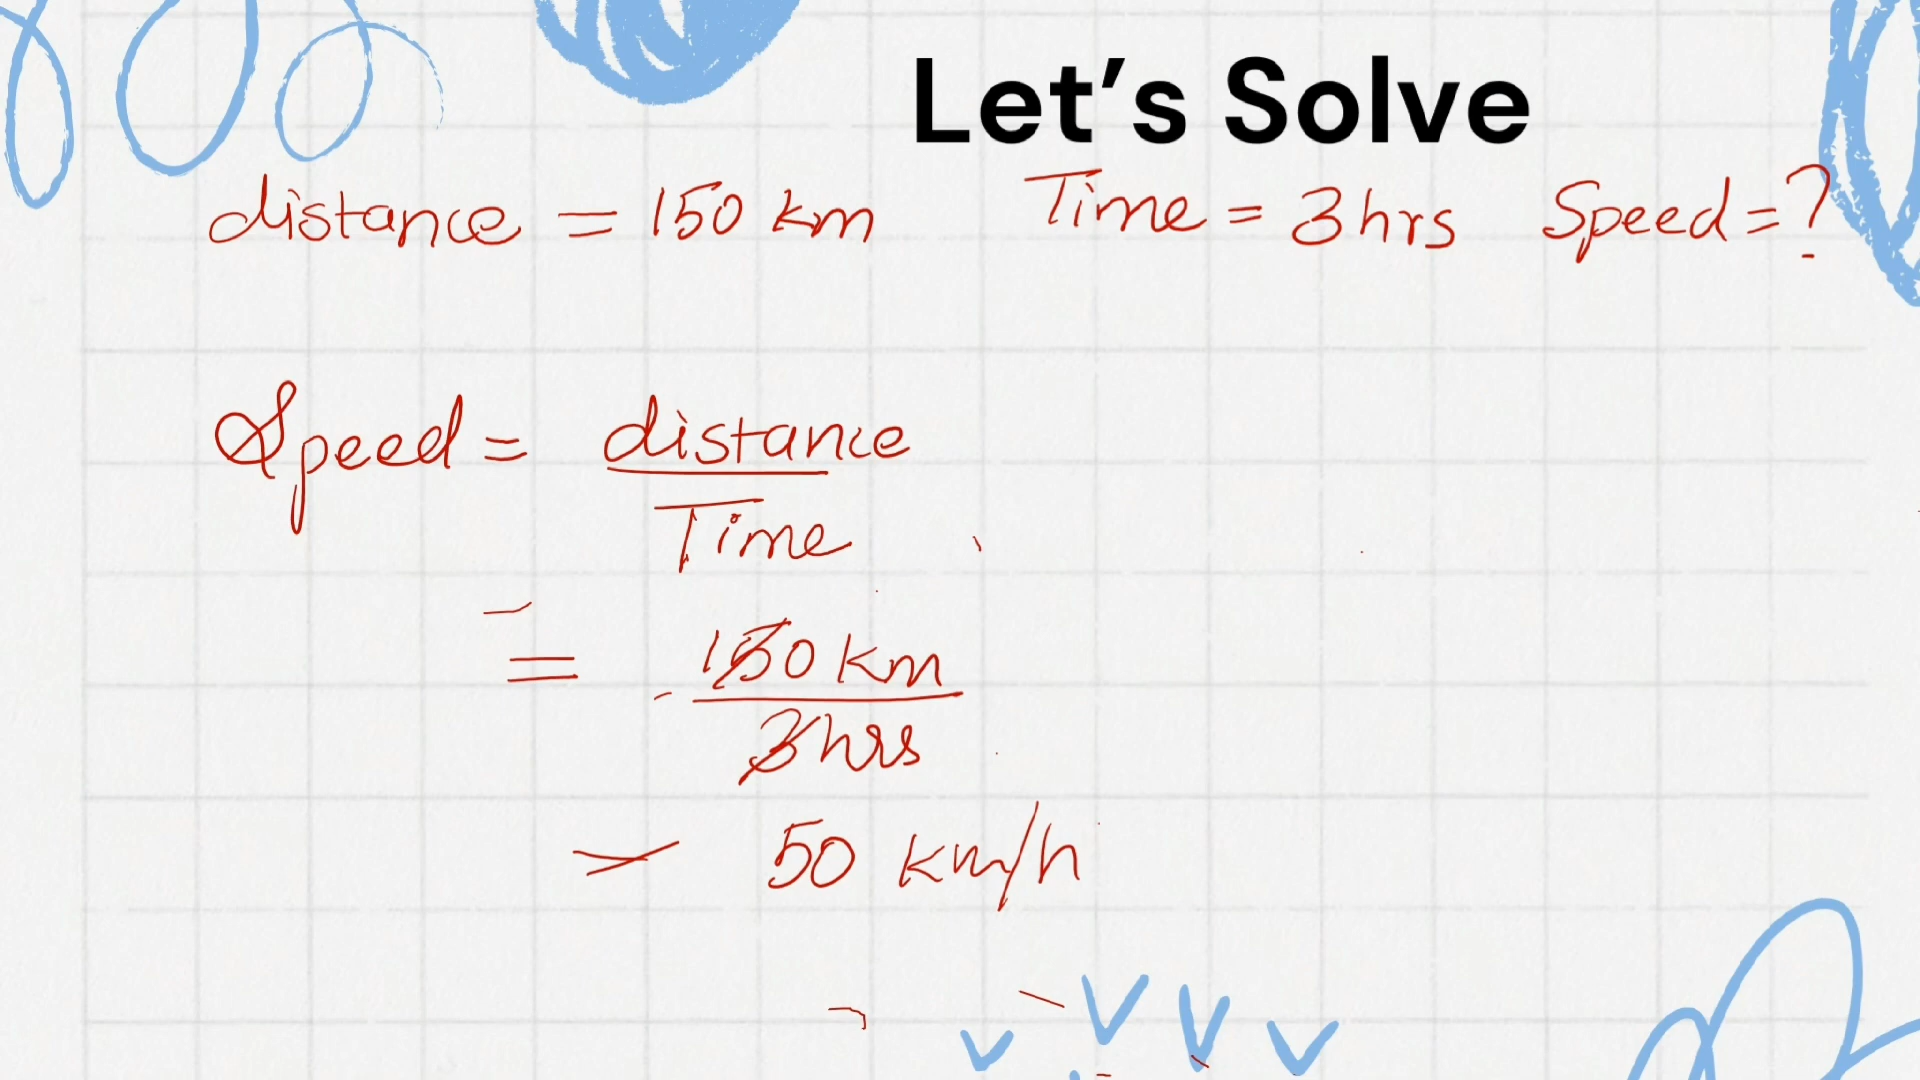 Let's Solve
distance = 150 km Time = 3 hrs Speed = ?
Speed = distance
Time
= 150 km
3 hrs
= 50 km/h